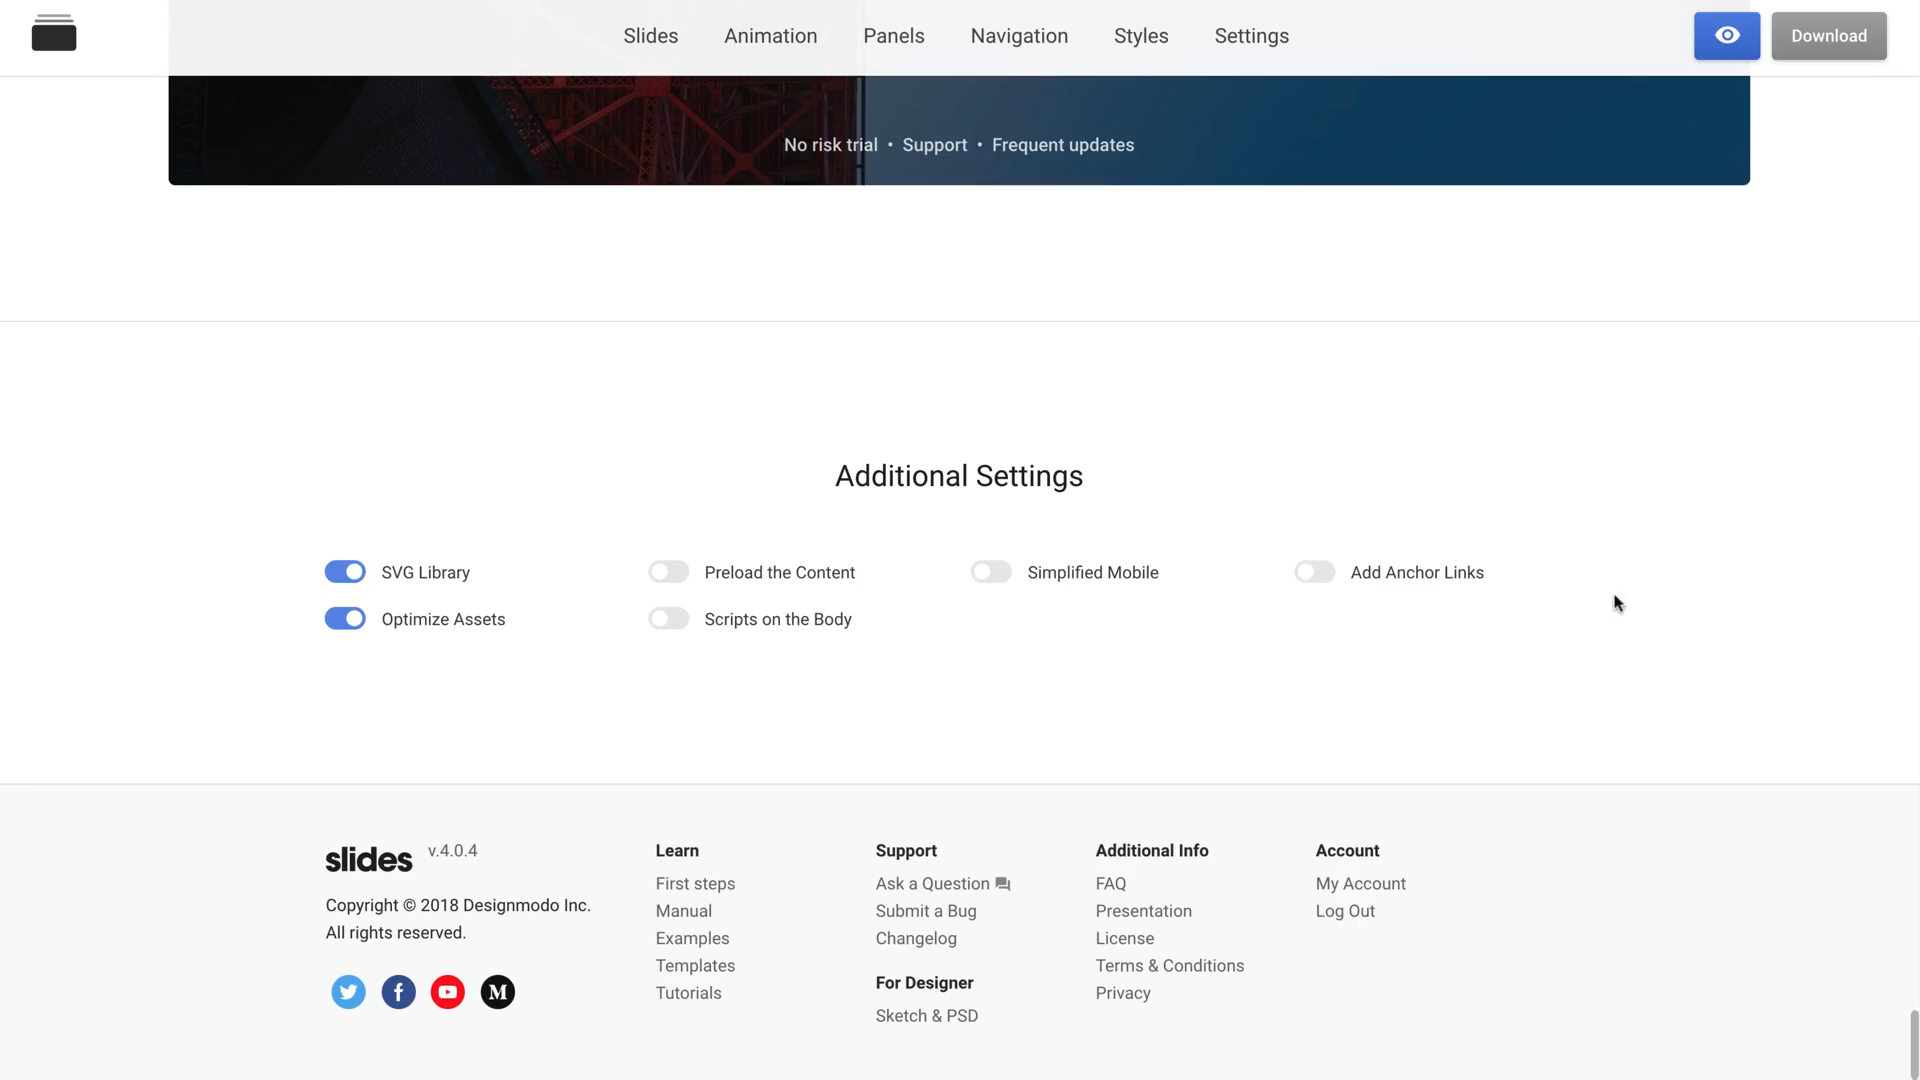 Slides Animation Panels Navigation Styles Settings Download
No risk trial • Support • Frequent updates
Additional Settings
SVG Library Preload the Content Simplified Mobile Add Anchor Links
Optimize Assets Scripts on the Body
slides v.4.0.4
Copyright © 2018 Designmodo Inc.
All rights reserved.
Learn
First steps
Manual
Examples
Templates
Tutorials
Support
Ask a Question
Submit a Bug
Changelog
For Designer
Sketch & PSD
Additional Info
FAQ
Presentation
License
Terms & Conditions
Privacy
Account
My Account
Log Out